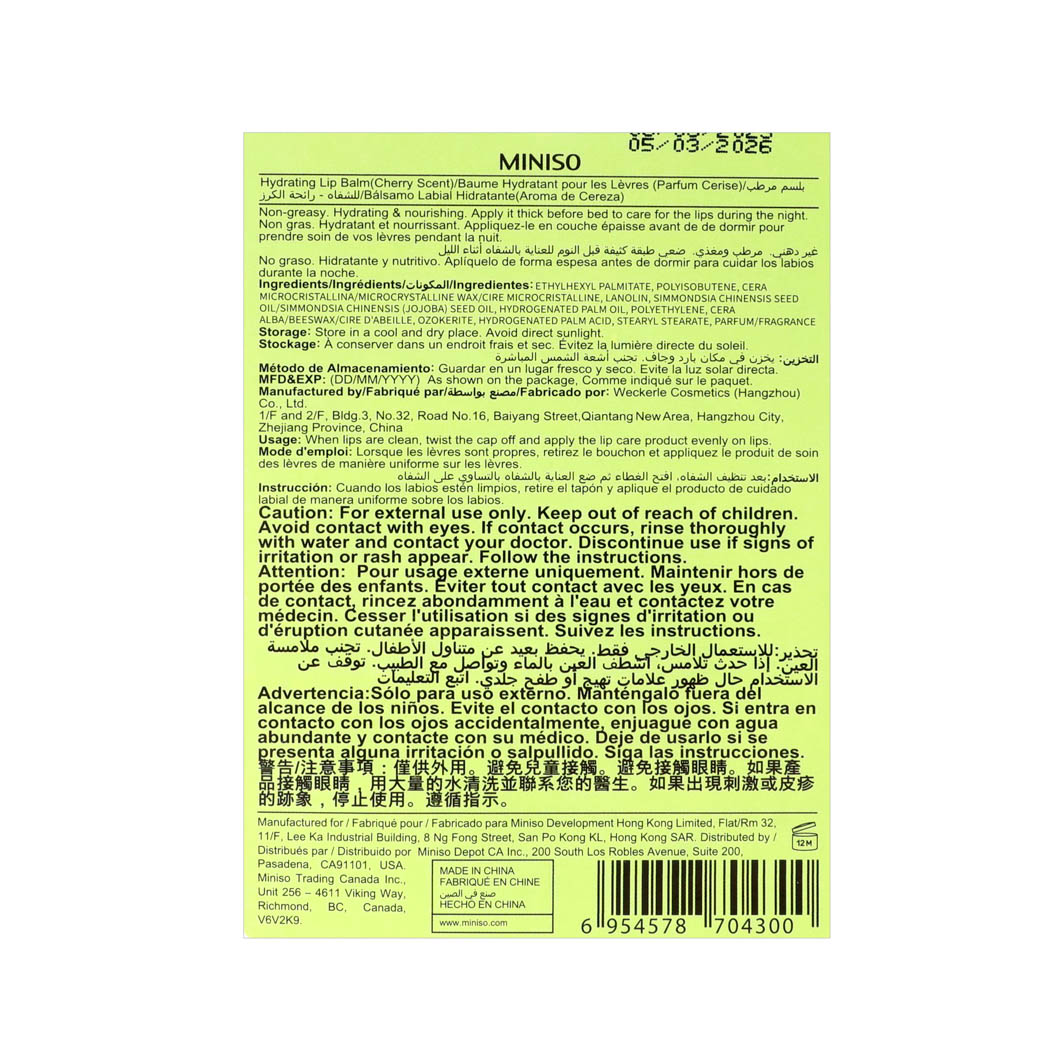 05/03/2026
MINISO
Hydrating Lip Balm(Cherry Scent)/Baume Hydratant pour les Lèvres (Parfum Cerise)/بلسم مرطب
للشفاه - رائحة الكرز/Bálsamo Labial Hidratante(Aroma de Cereza)
Non-greasy. Hydrating & nourishing. Apply it thick before bed to care for the lips during the night.
Non gras. Hydratant et nourrissant. Appliquez-le en couche épaisse avant de de dormir pour
prendre soin de vos lèvres pendant la nuit.
غير دهني. مرطب ومغذي. ضعي طبقة كثيفة قبل النوم للعناية بالشفاه أثناء الليل
No graso. Hidratante y nutritivo. Aplíquelo de forma espesa antes de dormir para cuidar los labios
durante la noche.
Ingredients/Ingrédients/المكونات/Ingredientes: ETHYLHEXYL PALMITATE, POLYISOBUTENE, CERA
MICROCRISTALLINA/MICROCRYSTALLINE WAX/CIRE MICROCRISTALLINE, LANOLIN, SIMMONDSIA CHINENSIS SEED
OIL/SIMMONDSIA CHINENSIS (JOJOBA) SEED OIL, HYDROGENATED PALM OIL, POLYETHYLENE, CERA
ALBA/BEESWAX/CIRE D'ABEILLE, OZOKERITE, HYDROGENATED PALM ACID, STEARYL STEARATE, PARFUM/FRAGRANCE
Storage: Store in a cool and dry place. Avoid direct sunlight.
Stockage: À conserver dans un endroit frais et sec. Évitez la lumière directe du soleil.
التخزين: يخزن في مكان بارد وجاف. تجنب أشعة الشمس المباشرة
Método de Almacenamiento: Guardar en un lugar fresco y seco. Evite la luz solar directa.
MFD&EXP: (DD/MM/YYYY) As shown on the package, Comme indiqué sur le paquet.
Manufactured by/Fabriqué par/مصنع بواسطة/Fabricado por: Weckerle Cosmetics (Hangzhou)
Co., Ltd.
1/F and 2/F, Bldg.3, No.32, Road No.16, Baiyang Street,Qiantang New Area, Hangzhou City,
Zhejiang Province, China
Usage: When lips are clean, twist the cap off and apply the lip care product evenly on lips.
Mode d'emploi: Lorsque les lèvres sont propres, retirez le bouchon et appliquez le produit de soin
des lèvres de manière uniforme sur les lèvres.
الاستخدام:بعد تنظيف الشفاه، افتح الغطاء ثم ضع العناية بالشفاه بالتساوي على الشفاه
Instrucción: Cuando los labios estén limpios, retire el tapón y aplique el producto de cuidado
labial de manera uniforme sobre los labios.
Caution: For external use only. Keep out of reach of children.
Avoid contact with eyes. If contact occurs, rinse thoroughly
with water and contact your doctor. Discontinue use if signs of
irritation or rash appear. Follow the instructions.
Attention: Pour usage externe uniquement. Maintenir hors de
portée des enfants. Éviter tout contact avec les yeux. En cas
de contact, rincez abondamment à l'eau et contactez votre
médecin. Cesser l'utilisation si des signes d'irritation ou
d'éruption cutanée apparaissent. Suivez les instructions.
تحذير:للاستعمال الخارجي فقط. يحفظ بعيد عن متناول الأطفال. تجنب ملامسة
العين. إذا حدث تلامس، اشطف العين بالماء وتواصل مع الطبيب. توقف عن
الاستخدام حال ظهور علامات تهيج أو طفح جلدي. اتبع التعليمات
Advertencia:Sólo para uso externo. Manténgalo fuera del
alcance de los niños. Evite el contacto con los ojos. Si entra en
contacto con los ojos accidentalmente, enjuague con agua
abundante y contacte con su médico. Deje de usarlo si se
presenta alguna irritación o salpullido. Siga las instrucciones.
警告/注意事項：僅供外用。避免兒童接觸。避免接觸眼睛。如果產
品接觸眼睛，用大量的水清洗並聯系您的醫生。如果出現刺激或皮疹
的跡象，停止使用。遵循指示。
Manufactured for / Fabriqué pour / Fabricado para Miniso Development Hong Kong Limited, Flat/Rm 32,
11/F, Lee Ka Industrial Building, 8 Ng Fong Street, San Po Kong KL, Hong Kong SAR. Distributed by /
Distribués par / Distribuido por Miniso Depot CA Inc., 200 South Los Robles Avenue, Suite 200,
Pasadena, CA91101, USA.
Miniso Trading Canada Inc.,
Unit 256 – 4611 Viking Way,
Richmond, BC, Canada,
V6V2K9.
12M
MADE IN CHINA
FABRIQUÉ EN CHINE
صنع في الصين
HECHO EN CHINA
www.miniso.com
6 954578 704300